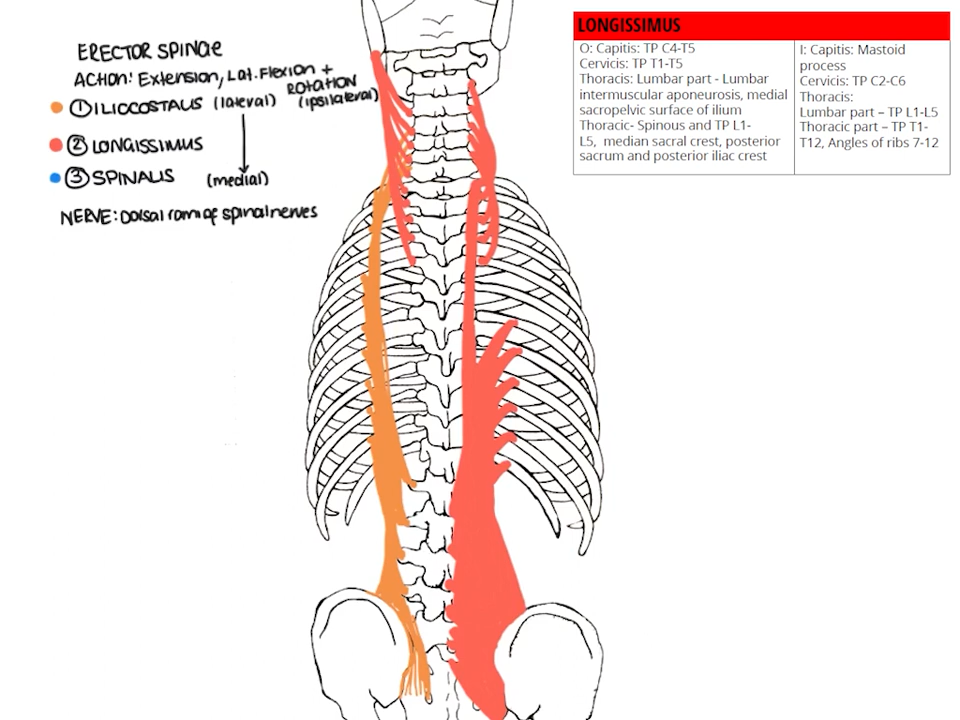 ERECTOR SPINAE
ACTION: Extension, Lat. Flexion +
ROTATION
(ipsilateral)
① ILIOCOSTALIS (lateral)
② LONGISSIMUS
③ SPINALIS (medial)
NERVE: Dorsal rami of spinal nerves
LONGISSIMUS
O: Capitis: TP C4-T5
Cervicis: TP T1-T5
Thoracis: Lumbar part - Lumbar
intermuscular aponeurosis, medial
sacropelvic surface of ilium
Thoracic- Spinous and TP L1-
L5, median sacral crest, posterior
sacrum and posterior iliac crest
I: Capitis: Mastoid
process
Cervicis: TP C2-C6
Thoracis:
Lumbar part – TP L1-L5
Thoracic part – TP T1-
T12, Angles of ribs 7-12